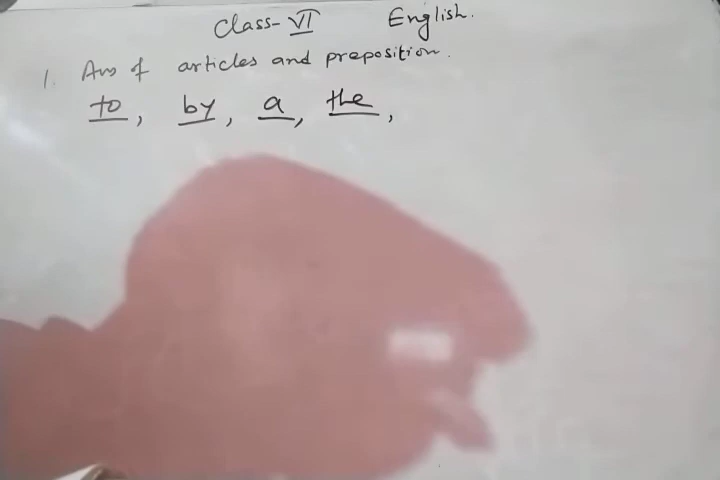 Class-VI English.
1. Ans of articles and preposition.
to, by, a, the,